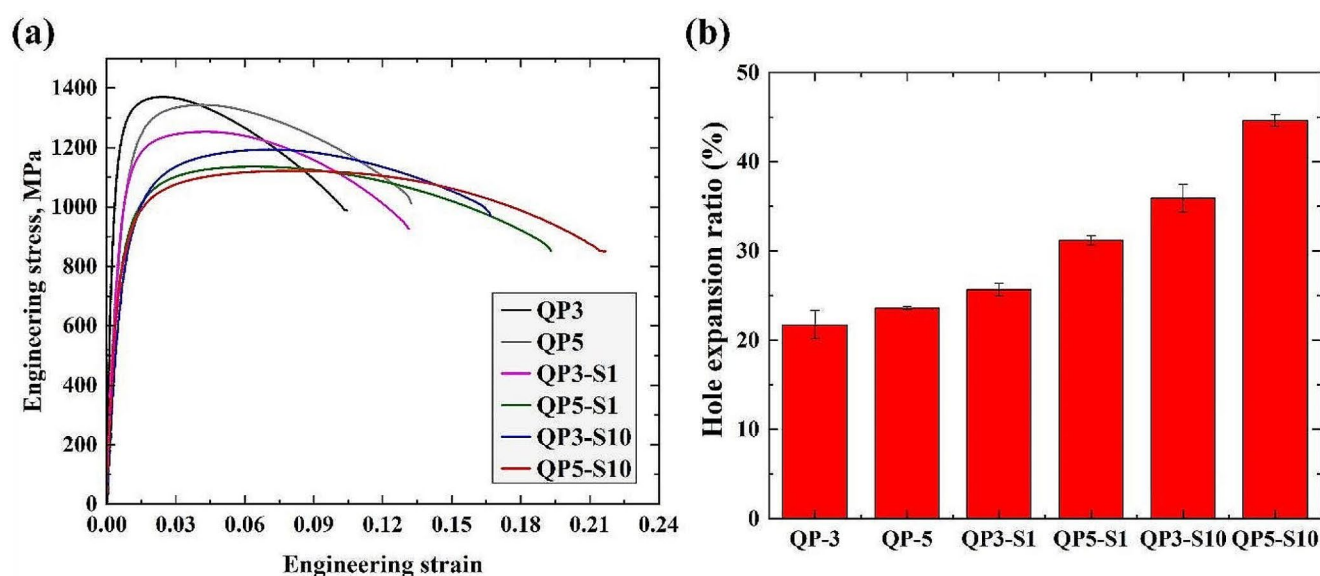 (a)
Engineering stress, MPa
1400
1200
1000
800
600
400
200
0
0.00 0.03 0.06 0.09 0.12 0.15 0.18 0.21 0.24
Engineering strain
QP3
QP5
QP3-S1
QP5-S1
QP3-S10
QP5-S10
(b)
Hole expansion ratio (%)
50
40
30
20
10
0
QP-3 QP-5 QP3-S1 QP5-S1 QP3-S10 QP5-S10